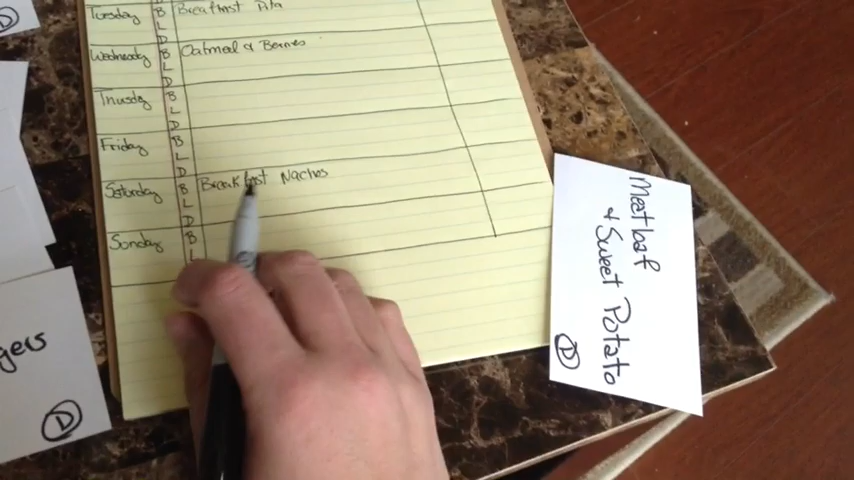 D
Tuesday B Breakfast Pita
L
D
Wednesday B Oatmeal & Berries
L
D
Thursday B
L
D
Friday B
L
D
Saturday B Breakfast Nachos
L
D
Sunday B
L
Meatloaf
& Sweet Potato
D
gers
D